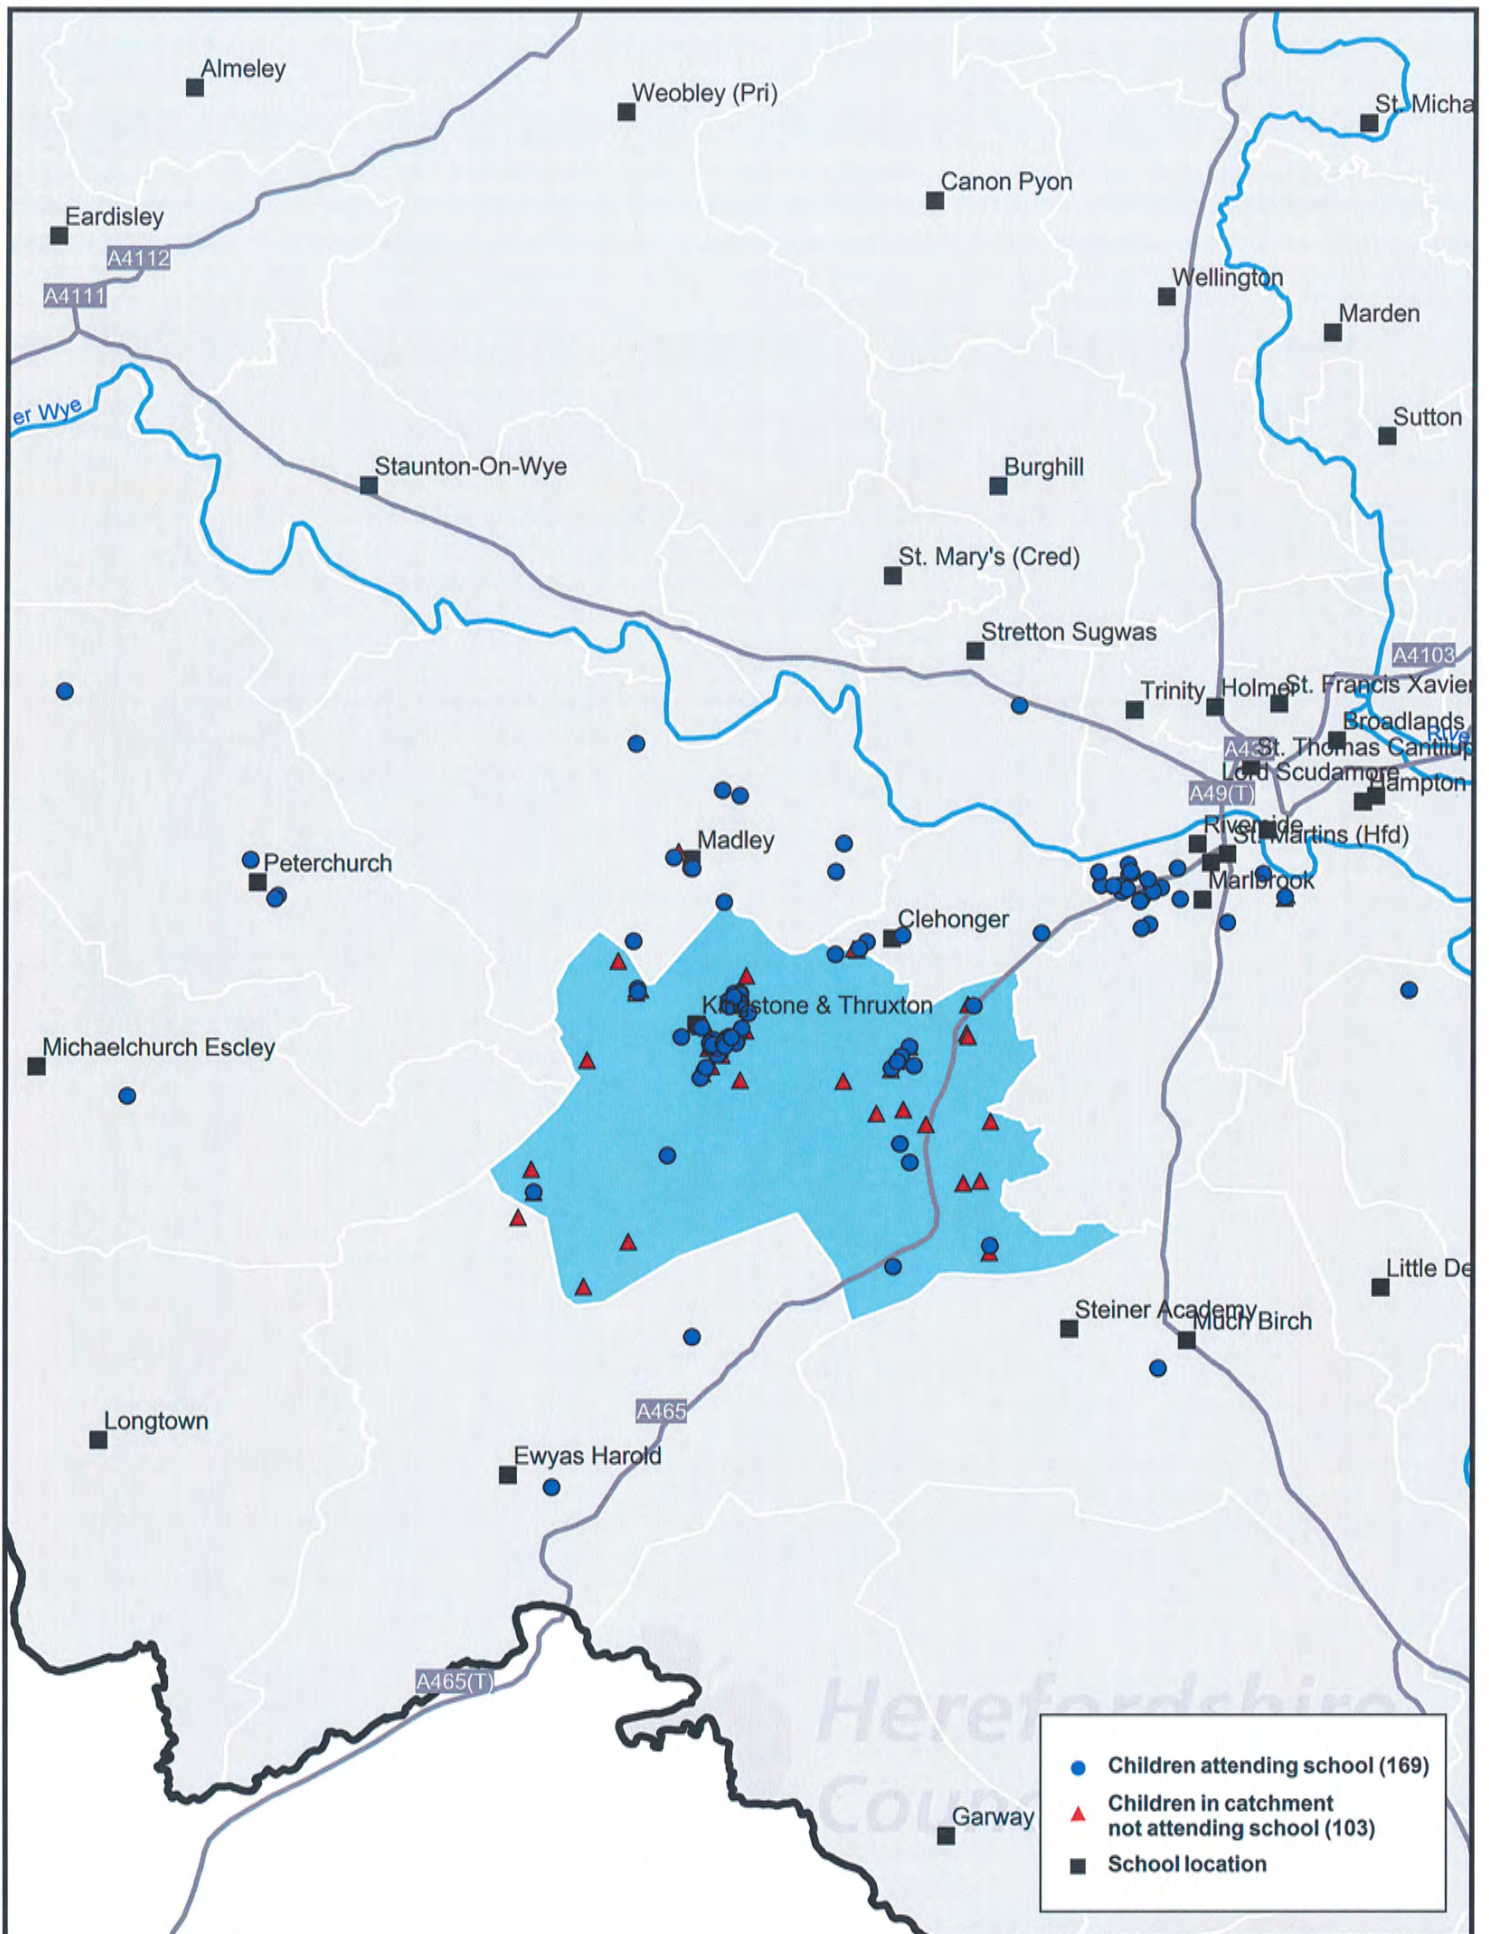 Almeley
Weobley (Pri)
St. Micha
Canon Pyon
Eardisley
A4112
Wellington
A4111
Marden
er Wye
Sutton
Staunton-On-Wye
Burghill
St. Mary's (Cred)
Stretton Sugwas
A4103
Trinity
Holmer
St. Francis Xavier
Broadlands
Rive
St. Thomas Cantilup
Lord Scudamore
Hampton
A49(T)
Riverside
St. Martins (Hfd)
Madley
Peterchurch
Marlbrook
Clehonger
Kingstone & Thruxton
Michaelchurch Escley
Little De
Steiner Academy
Much Birch
A465
Longtown
Ewyas Harold
A465(T)
Herefordshire
Coun
Children attending school (169)
Children in catchment
not attending school (103)
School location
Garway